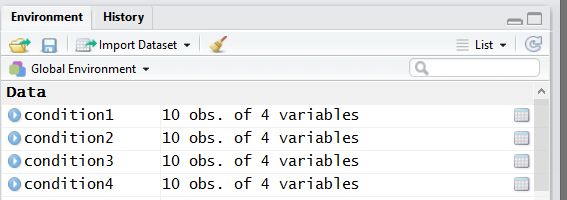 Environment History
Import Dataset List
Global Environment
Data
condition1 10 obs. of 4 variables
condition2 10 obs. of 4 variables
condition3 10 obs. of 4 variables
condition4 10 obs. of 4 variables